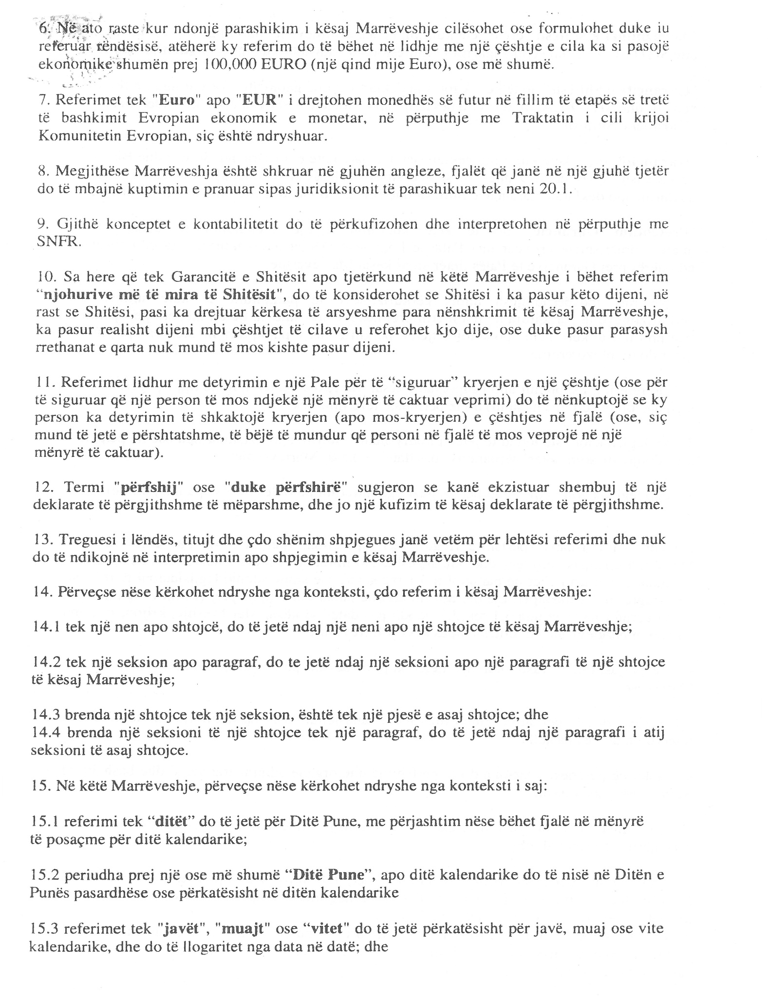 6. Në ato raste kur ndonjë parashikim i kësaj Marrëveshje cilësohet ose formulohet duke iu
referuar rëndësisë, atëherë ky referim do të bëhet në lidhje me një çështje e cila ka si pasojë
ekonomike shumën prej 100,000 EURO (një qind mije Euro), ose më shumë.
7. Referimet tek "Euro" apo "EUR" i drejtohen monedhës së futur në fillim të etapës së tretë
të bashkimit Evropian ekonomik e monetar, në përputhje me Traktatin i cili krijoi
Komunitetin Evropian, siç është ndryshuar.
8. Megjithëse Marrëveshja është shkruar në gjuhën angleze, fjalët që janë në një gjuhë tjetër
do të mbajnë kuptimin e pranuar sipas juridiksionit të parashikuar tek neni 20.1.
9. Gjithë konceptet e kontabilitetit do të përkufizohen dhe interpretohen në përputhje me
SNFR.
10. Sa here që tek Garancitë e Shitësit apo tjetërkund në këtë Marrëveshje i bëhet referim
“njohurive më të mira të Shitësit", do të konsiderohet se Shitësi i ka pasur këto dijeni, në
rast se Shitësi, pasi ka drejtuar kërkesa të arsyeshme para nënshkrimit të kësaj Marrëveshje,
ka pasur realisht dijeni mbi çështjet të cilave u referohet kjo dije, ose duke pasur parasysh
rrethanat e qarta nuk mund të mos kishte pasur dijeni.
11. Referimet lidhur me detyrimin e një Pale për të “siguruar” kryerjen e një çështje (ose për
të siguruar që një person të mos ndjekë një mënyrë të caktuar veprimi) do të nënkuptojë se ky
person ka detyrimin të shkaktojë kryerjen (apo mos-kryerjen) e çështjes në fjalë (ose, siç
mund të jetë e përshtatshme, të bëjë të mundur që personi në fjalë të mos veprojë në një
mënyrë të caktuar).
12. Termi "përfshij" ose "duke përfshirë" sugjeron se kanë ekzistuar shembuj të një
deklarate të përgjithshme të mëparshme, dhe jo një kufizim të kësaj deklarate të përgjithshme.
13. Treguesi i lëndës, titujt dhe çdo shënim shpjegues janë vetëm për lehtësi referimi dhe nuk
do të ndikojnë në interpretimin apo shpjegimin e kësaj Marrëveshje.
14. Përveçse nëse kërkohet ndryshe nga konteksti, çdo referim i kësaj Marrëveshje:
14.1 tek një nen apo shtojcë, do të jetë ndaj një neni apo një shtojce të kësaj Marrëveshje;
14.2 tek një seksion apo paragraf, do te jetë ndaj një seksioni apo një paragrafi të një shtojce
të kësaj Marrëveshje;
14.3 brenda një shtojce tek një seksion, është tek një pjesë e asaj shtojce; dhe
14.4 brenda një seksioni të një shtojce tek një paragraf, do të jetë ndaj një paragrafi i atij
seksioni të asaj shtojce.
15. Në këtë Marrëveshje, përveçse nëse kërkohet ndryshe nga konteksti i saj:
15.1 referimi tek “ditët” do të jetë për Ditë Pune, me përjashtim nëse bëhet fjalë në mënyrë
të posaçme për ditë kalendarike;
15.2 periudha prej një ose më shumë “Ditë Pune”, apo ditë kalendarike do të nisë në Ditën e
Punës pasardhëse ose përkatësisht në ditën kalendarike
15.3 referimet tek "javët", "muajt" ose “vitet" do të jetë përkatësisht për javë, muaj ose vite
kalendarike, dhe do të llogaritet nga data në datë; dhe